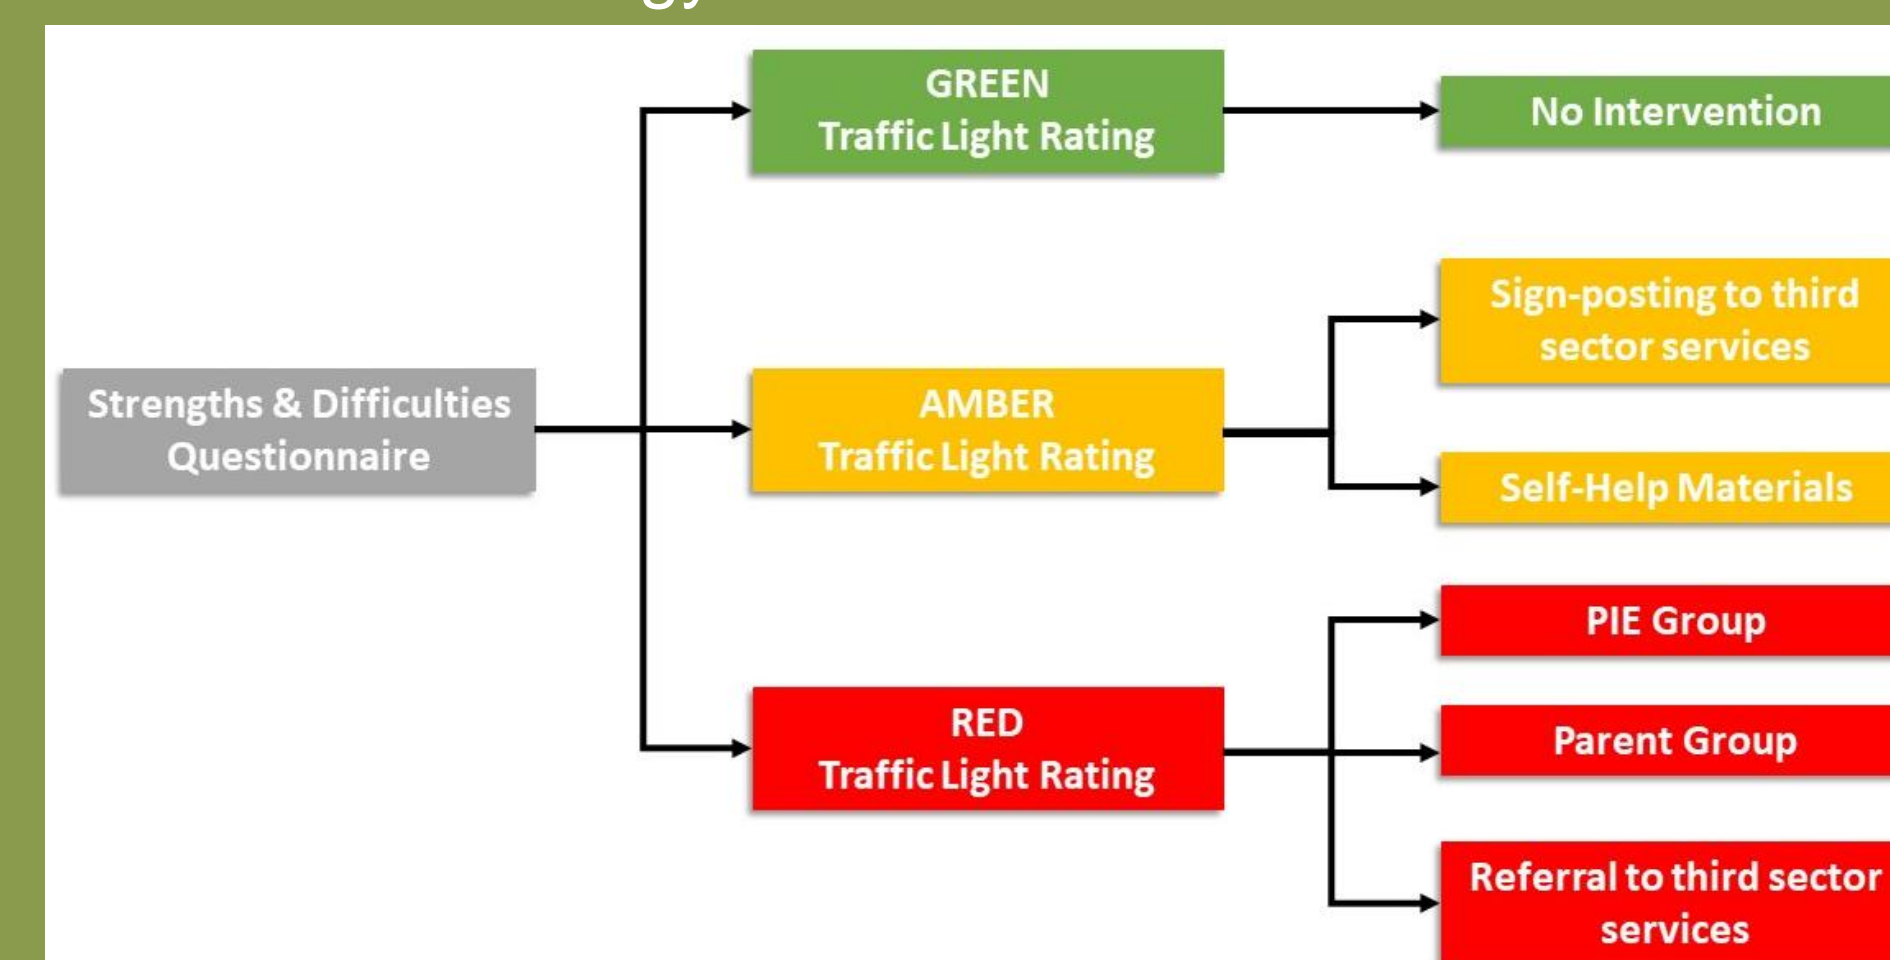 GREEN
Traffic Light Rating
No Intervention
Sign-posting to third
sector services
Strengths & Difficulties
Questionnaire
AMBER
Traffic Light Rating
Self-Help Materials
PIE Group
RED
Traffic Light Rating
Parent Group
Referral to third sector
services